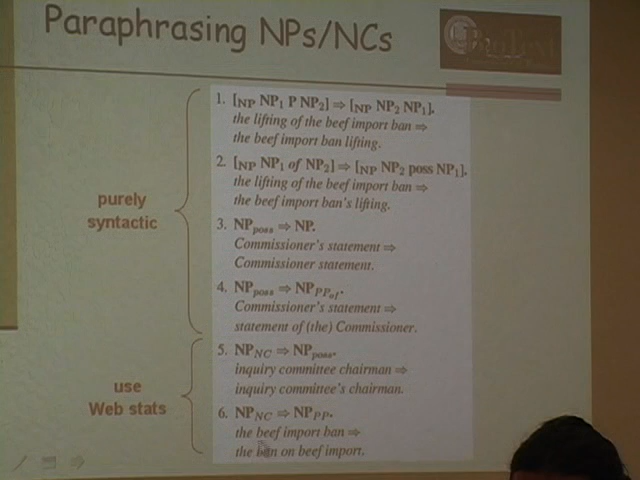 Paraphrasing NPs/NCs
BioText
purely
syntactic
1. [NP NP1 P NP2] ⇒ [NP NP2 NP1].
the lifting of the beef import ban ⇒
the beef import ban lifting.
2. [NP NP1 of NP2] ⇒ [NP NP2 poss NP1].
the lifting of the beef import ban ⇒
the beef import ban's lifting.
3. NPposs ⇒ NP.
Commissioner's statement ⇒
Commissioner statement.
4. NPposs ⇒ NPPPof.
Commissioner's statement ⇒
statement of (the) Commissioner.
use
Web stats
5. NPNC ⇒ NPposs.
inquiry committee chairman ⇒
inquiry committee's chairman.
6. NPNC ⇒ NPPP.
the beef import ban ⇒
the ban on beef import.